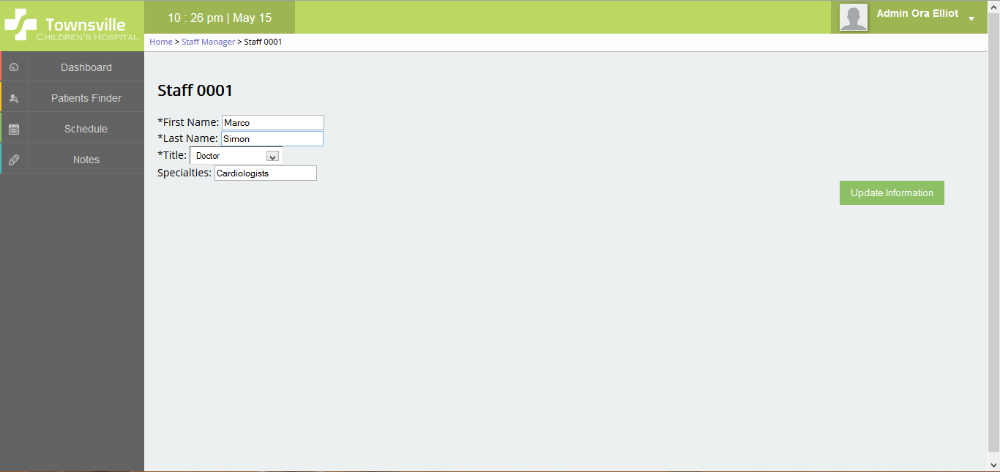 Townsville
CHILDREN'S HOSPITAL
10 : 26 pm | May 15
Admin Ora Elliot
Home > Staff Manager > Staff 0001
Dashboard
Patients Finder
Schedule
Notes
Staff 0001
*First Name: Marco
*Last Name: Simon
*Title: Doctor
Specialties: Cardiologists
Update Information